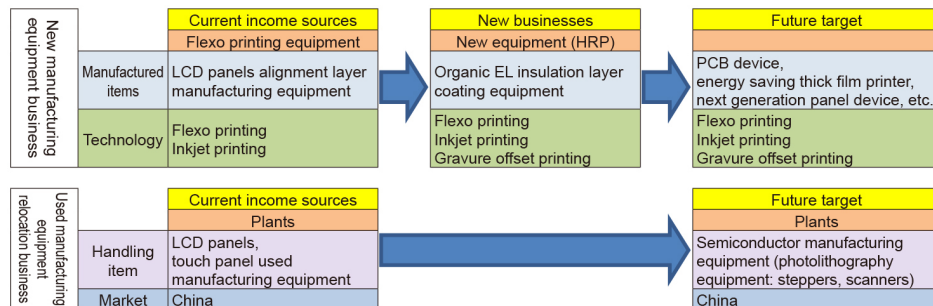 New manufacturing
equipment business
Current income sources
New businesses
Future target
Flexo printing equipment
New equipment (HRP)
Manufactured
items
LCD panels alignment layer
manufacturing equipment
Organic EL insulation layer
coating equipment
PCB device,
energy saving thick film printer,
next generation panel device, etc.
Technology
Flexo printing
Inkjet printing
Flexo printing
Inkjet printing
Gravure offset printing
Flexo printing
Inkjet printing
Gravure offset printing
Used manufacturing
equipment
relocation business
Current income sources
Future target
Plants
Plants
Handling
item
LCD panels,
touch panel used
manufacturing equipment
Semiconductor manufacturing
equipment (photolithography
equipment: steppers, scanners)
Market
China
China